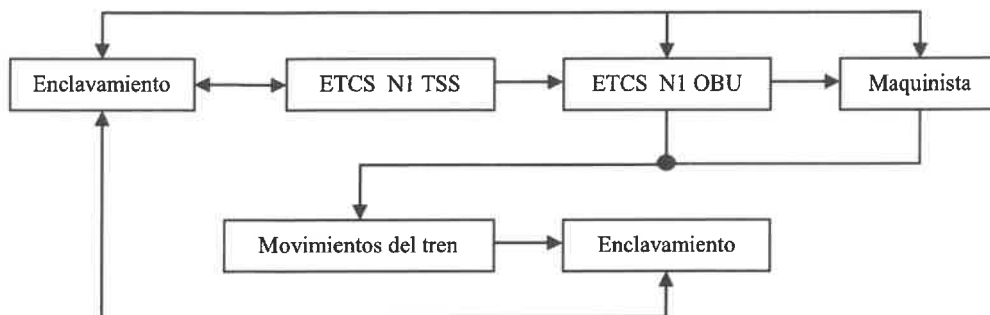 Enclavamiento
ETCS N1 TSS
ETCS N1 OBU
Maquinista
Movimientos del tren
Enclavamiento